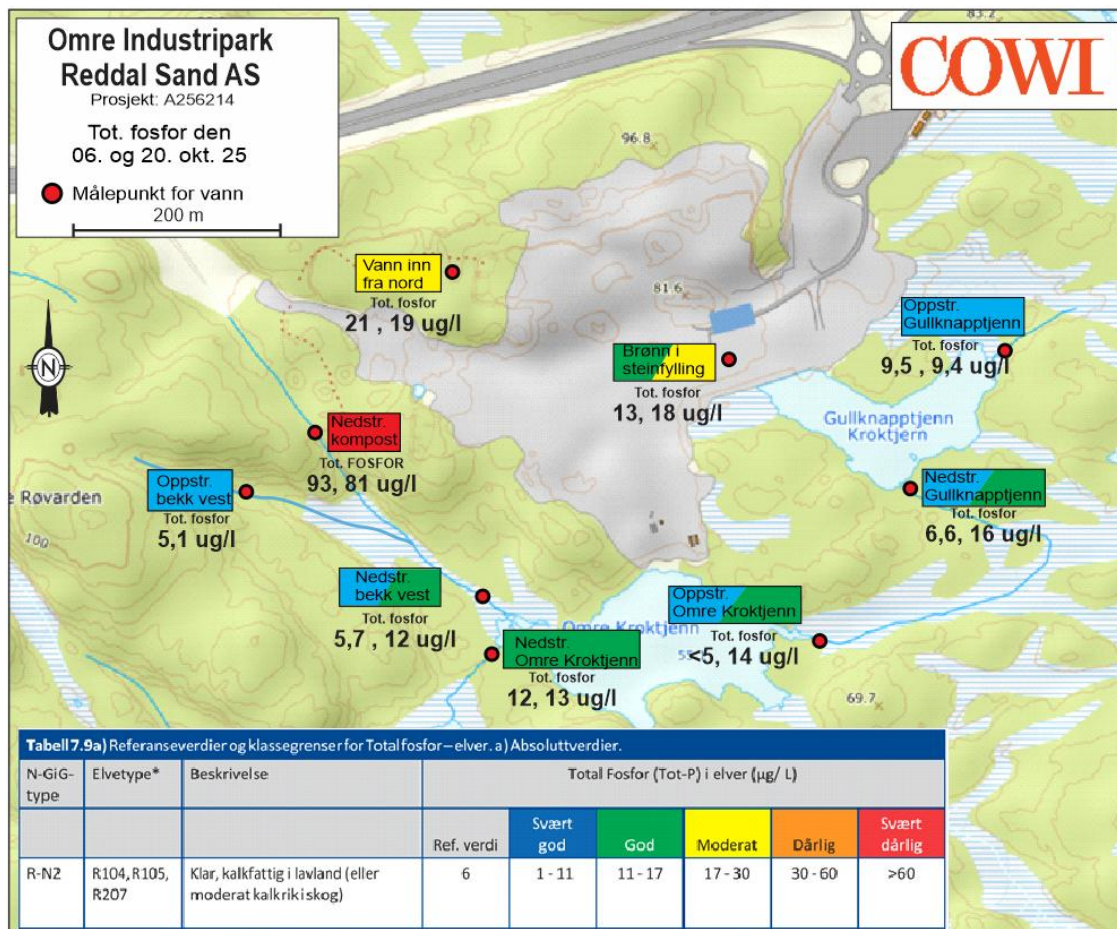 Omre Industripark
Reddal Sand AS
Prosjekt: A256214
Tot. fosfor den
06. og 20. okt. 25
Målepunkt for vann
200 m
COWI
83.2
96.8
Vann inn
fra nord
Tot. fosfor
21 , 19 ug/l
81.6
Brønn i
steinfylling
Tot. fosfor
13, 18 ug/l
Oppstr.
Gullknapptjenn
Tot. fosfor
9,5 , 9,4 ug/l
Gullknapptjenn
Kroktjern
N
Nedstr.
kompost
Tot. FOSFOR
93, 81 ug/l
Oppstr.
bekk vest
Tot. fosfor
5,1 ug/l
e Røvarden
100
Nedstr.
Gullknapptjenn
Tot. fosfor
6,6, 16 ug/l
Nedstr.
bekk vest
Tot. fosfor
5,7 , 12 ug/l
Oppstr.
Omre Kroktjenn
Tot. fosfor
<5, 14 ug/l
Omre Kroktjenn
Nedstr.
Omre Kroktjenn
Tot. fosfor
12, 13 ug/l
69.7
Tabell 7.9a) Referanseverdier og klassegrenser for Total fosfor – elver. a) Absoluttverdier.
N-GIG-type Elvetype* Beskrivelse Total Fosfor (Tot-P) i elver (µg/ L)
Ref. verdi Svært god God Moderat Dårlig Svært dårlig
R-N2 R104, R105, R207 Klar, kalkfattig i lavland (eller moderat kalkrik i skog) 6 1 - 11 11 - 17 17 - 30 30 - 60 >60